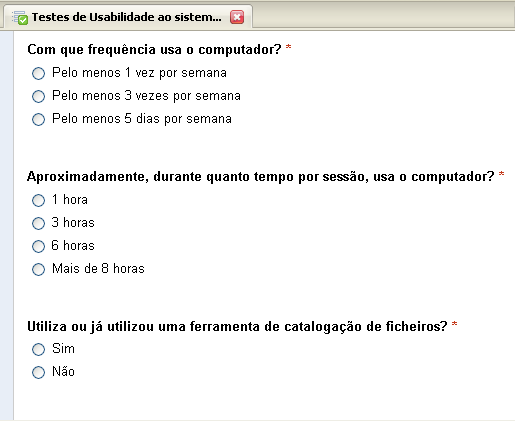 Testes de Usabilidade ao sistem...
Com que frequência usa o computador? *
Pelo menos 1 vez por semana
Pelo menos 3 vezes por semana
Pelo menos 5 dias por semana
Aproximadamente, durante quanto tempo por sessão, usa o computador? *
1 hora
3 horas
6 horas
Mais de 8 horas
Utiliza ou já utilizou uma ferramenta de catalogação de ficheiros? *
Sim
Não